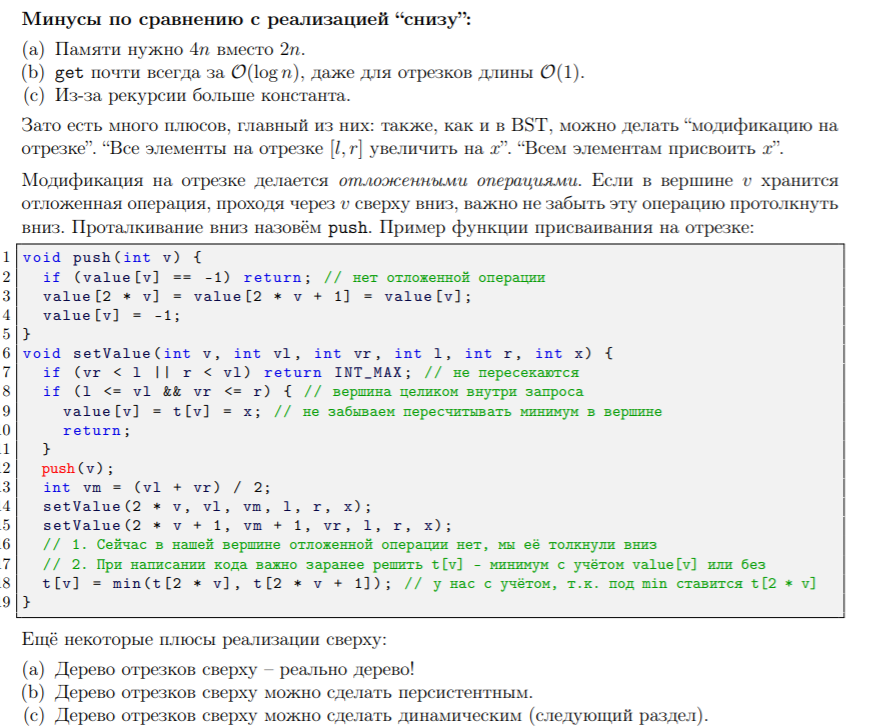 Минусы по сравнению с реализацией “снизу”:
(a) Памяти нужно 4n вместо 2n.
(b) get почти всегда за O(log n), даже для отрезков длины O(1).
(c) Из-за рекурсии больше константа.
Зато есть много плюсов, главный из них: также, как и в BST, можно делать “модификацию на
отрезке”. “Все элементы на отрезке [l, r] увеличить на x”. “Всем элементам присвоить x”.
Модификация на отрезке делается отложенными операциями. Если в вершине v хранится
отложенная операция, проходя через v сверху вниз, важно не забыть эту операцию протолкнуть
вниз. Проталкивание вниз назовём push. Пример функции присваивания на отрезке:
1 void push(int v) {
2   if (value[v] == -1) return; // нет отложенной операции
3   value[2 * v] = value[2 * v + 1] = value[v];
4   value[v] = -1;
5 }
6 void setValue(int v, int vl, int vr, int l, int r, int x) {
7   if (vr < l || r < vl) return INT_MAX; // не пересекаются
8   if (l <= vl && vr <= r) { // вершина целиком внутри запроса
9     value[v] = t[v] = x; // не забываем пересчитывать минимум в вершине
0     return;
1   }
2   push(v);
3   int vm = (vl + vr) / 2;
4   setValue(2 * v, vl, vm, l, r, x);
5   setValue(2 * v + 1, vm + 1, vr, l, r, x);
6   // 1. Сейчас в нашей вершине отложенной операции нет, мы её толкнули вниз
7   // 2. При написании кода важно заранее решить t[v] - минимум с учётом value[v] или без
8   t[v] = min(t[2 * v], t[2 * v + 1]); // у нас с учётом, т.к. под min ставится t[2 * v]
9 }
Ещё некоторые плюсы реализации сверху:
(a) Дерево отрезков сверху – реально дерево!
(b) Дерево отрезков сверху можно сделать персистентным.
(c) Дерево отрезков сверху можно сделать динамическим (следующий раздел).